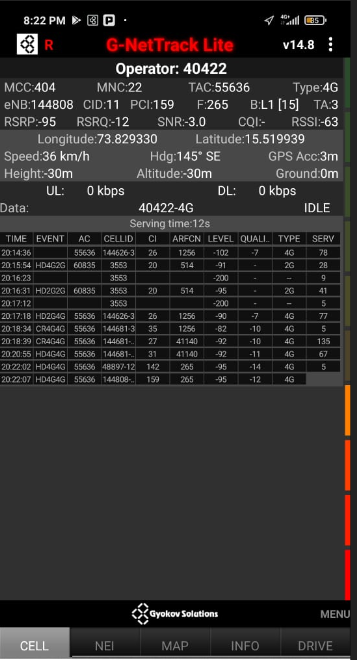 8:22 PM P · 4G+ 85
R G-NetTrack Lite v14.8
Operator: 40422
MCC:404 MNC:22 TAC:55636 Type:4G
eNB:144808 CID:11 PCI:159 F:265 B:L1 [15] TA:3
RSRP:-95 RSRQ:-12 SNR:-3.0 CQI:- RSSI:-63
Longitude:73.829330 Latitude:15.519939
Speed:36 km/h Hdg:145° SE GPS Acc:3m
Height:-30m Altitude:-30m Ground:0m
UL: 0 kbps DL: 0 kbps
Data: 40422-4G IDLE
Serving time:12s
TIME EVENT AC CELLID CI ARFCN LEVEL QUALI. TYPE SERV
20:14:36 55636 144626-3 26 1256 -102 -7 4G 78
20:15:54 HD4G2G 60835 3553 20 514 -91 - 2G 28
20:16:23 3553 -200 - -- 9
20:16:31 HD2G2G 60835 3553 20 514 -95 - 2G 41
20:17:12 3553 -200 - -- 5
20:17:18 HD2G4G 55636 144626-3 26 1256 -90 -7 4G 77
20:18:34 CR4G4G 55636 144681-3 35 1256 -82 -10 4G 5
20:18:39 CR4G4G 55636 144681-.. 27 41140 -92 -10 4G 135
20:20:55 HD4G4G 55636 144681-.. 31 41140 -92 -11 4G 67
20:22:02 HD4G4G 55636 48897-12 142 265 -95 -14 4G 5
20:22:07 HD4G4G 55636 144808-.. 159 265 -95 -12 4G
Gyokov Solutions MENU
CELL NEI MAP INFO DRIVE